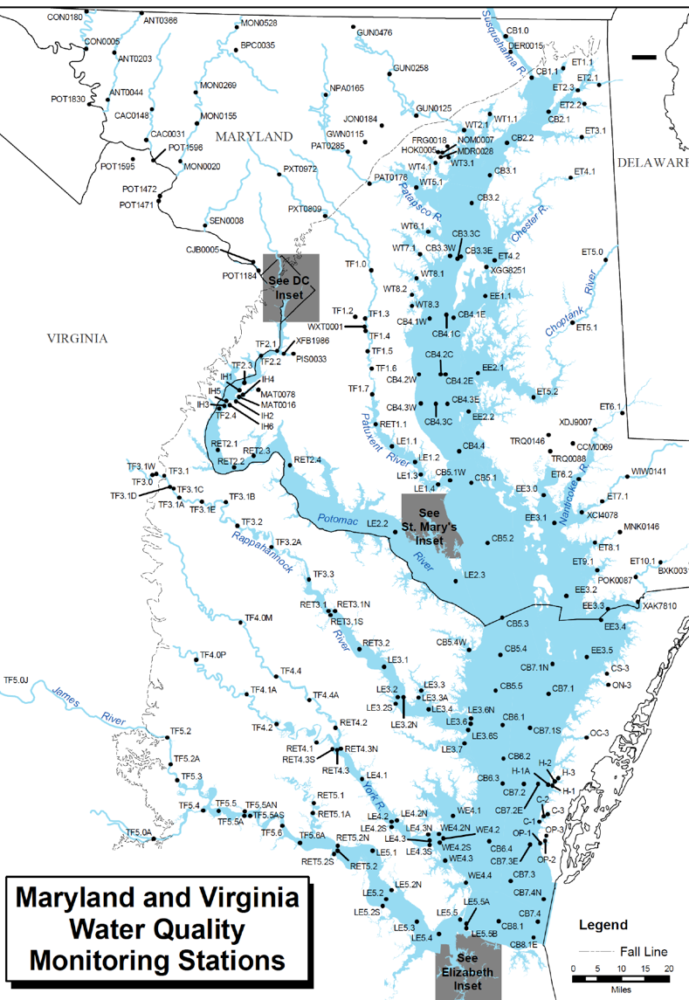 CON0180
ANT0366
MON0528
GUN0476
CB1.0
DER0015
Susquehanna R.
CON0005
ANT0203
BPC0035
GUN0258
CB1.1
ET1.1
ET2.1
ET2.3
POT1830
ANT0044
MON0269
NPA0165
ET2.2
CAC0148
MON0155
JON0184
GUN0125
WT2.1
WT1.1
CB2.1
ET3.1
CAC0031
MARYLAND
GWN0115
FRG0018
NOM0007
CB2.2
POT1596
PAT0285
HOK0005
MDR0028
POT1595
MON0020
WT4.1
WT3.1
DELAWARE
PXT0972
CB3.1
ET4.1
PAT0176
WT5.1
POT1472
POT1471
Patapsco R.
CB3.2
PXT0809
Chester R.
SEN0008
WT6.1
CB3.3C
CJB0005
WT7.1
CB3.3W
CB3.3E
ET4.2
ET5.0
POT1184
TF1.0
XGG8251
See DC
Inset
WT8.1
River
WT8.2
EE1.1
WT8.3
TF1.2
TF1.3
CB4.1W
CB4.1E
Choptank
WXT0001
CB4.1C
ET5.1
VIRGINIA
TF1.4
XFB1986
TF2.1
TF1.5
CB4.2C
TF2.2
PIS0033
TF2.3
TF1.6
EE2.1
IH1
IH4
CB4.2W
CB4.2E
IH5
MAT0078
TF1.7
ET5.2
IH3
MAT0016
CB4.3W
CB4.3E
TF2.4
IH2
EE2.2
ET6.1
IH6
CB4.3C
RET1.1
XDJ9007
Patuxent
River
TRQ0146
RET2.1
LE1.1
CB4.4
CCM0069
RET2.3
RET2.2
RET2.4
LE1.2
TRQ0088
TF3.1W
TF3.1
LE1.3
CB5.1W
ET6.2
WIW0141
TF3.0
LE1.4
CB5.1
Nanticoke R.
TF3.1D
TF3.1C
EE3.0
TF3.1A
TF3.1B
ET7.1
TF3.1E
See
St. Mary's
Inset
XCI4078
Potomac
EE3.1
TF3.2
LE2.2
MNK0146
Rappahannock
TF3.2A
CB5.2
ET8.1
River
ET9.1
ET10.1
TF3.3
LE2.3
POK0087
BXK0031
RET3.1
RET3.1N
EE3.2
XAK7810
RET3.1S
EE3.3
TF4.0M
CB5.3
EE3.4
River
RET3.2
CB5.4W
CB5.4
TF4.0P
LE3.1
CB7.1N
EE3.5
TF4.4
CS-3
TF5.0J
LE3.2
LE3.3
CB5.5
CB7.1
ON-3
TF4.1A
TF4.4A
LE3.3A
James
River
LE3.2S
LE3.4
LE3.6N
TF4.2
LE3.2N
LE3.6
CB6.1
CB7.1S
TF5.2
RET4.2
LE3.6S
OC-3
RET4.1
RET4.3N
LE3.7
RET4.3S
RET4.3
CB6.2
TF5.2A
H-2
TF5.3
LE4.1
CB6.3
H-1A
H-3
York R.
CB7.2
H-1
RET5.1
C-2
TF5.4
TF5.5
TF5.5AN
CB7.2E
C-3
TF5.5A
TF5.5AS
RET5.1A
LE4.2
LE4.2N
WE4.1
C-1
TF5.6
LE4.2S
LE4.3N
WE4.2N
WE4.2
OP-3
TF5.0A
TF5.6A
RET5.2N
LE4.3
OP-1
LE4.3S
WE4.2S
CB6.4
LE5.1
RET5.2S
RET5.2
WE4.3
CB7.3E
OP-2
WE4.4
CB7.3
LE5.2N
CB7.4N
LE5.2
LE5.5A
LE5.2S
LE5.5
LE5.3
CB8.1
CB7.4
LE5.4
LE5.5B
CB8.1E
See
Elizabeth
Inset
Maryland and Virginia
Water Quality
Monitoring Stations
Legend
Fall Line
0 5 10 15 20
Miles